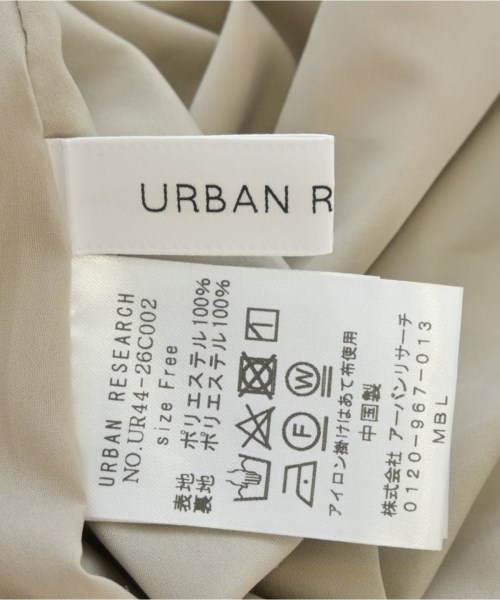 URBAN R
URBAN RESEARCH
NO.UR44-26C002
size Free
表地 ポリエステル100%
裏地 ポリエステル100%
W
F
アイロン掛けはあて布使用
中国製
株式会社 アーバンリサーチ
0120-967-013
MBL